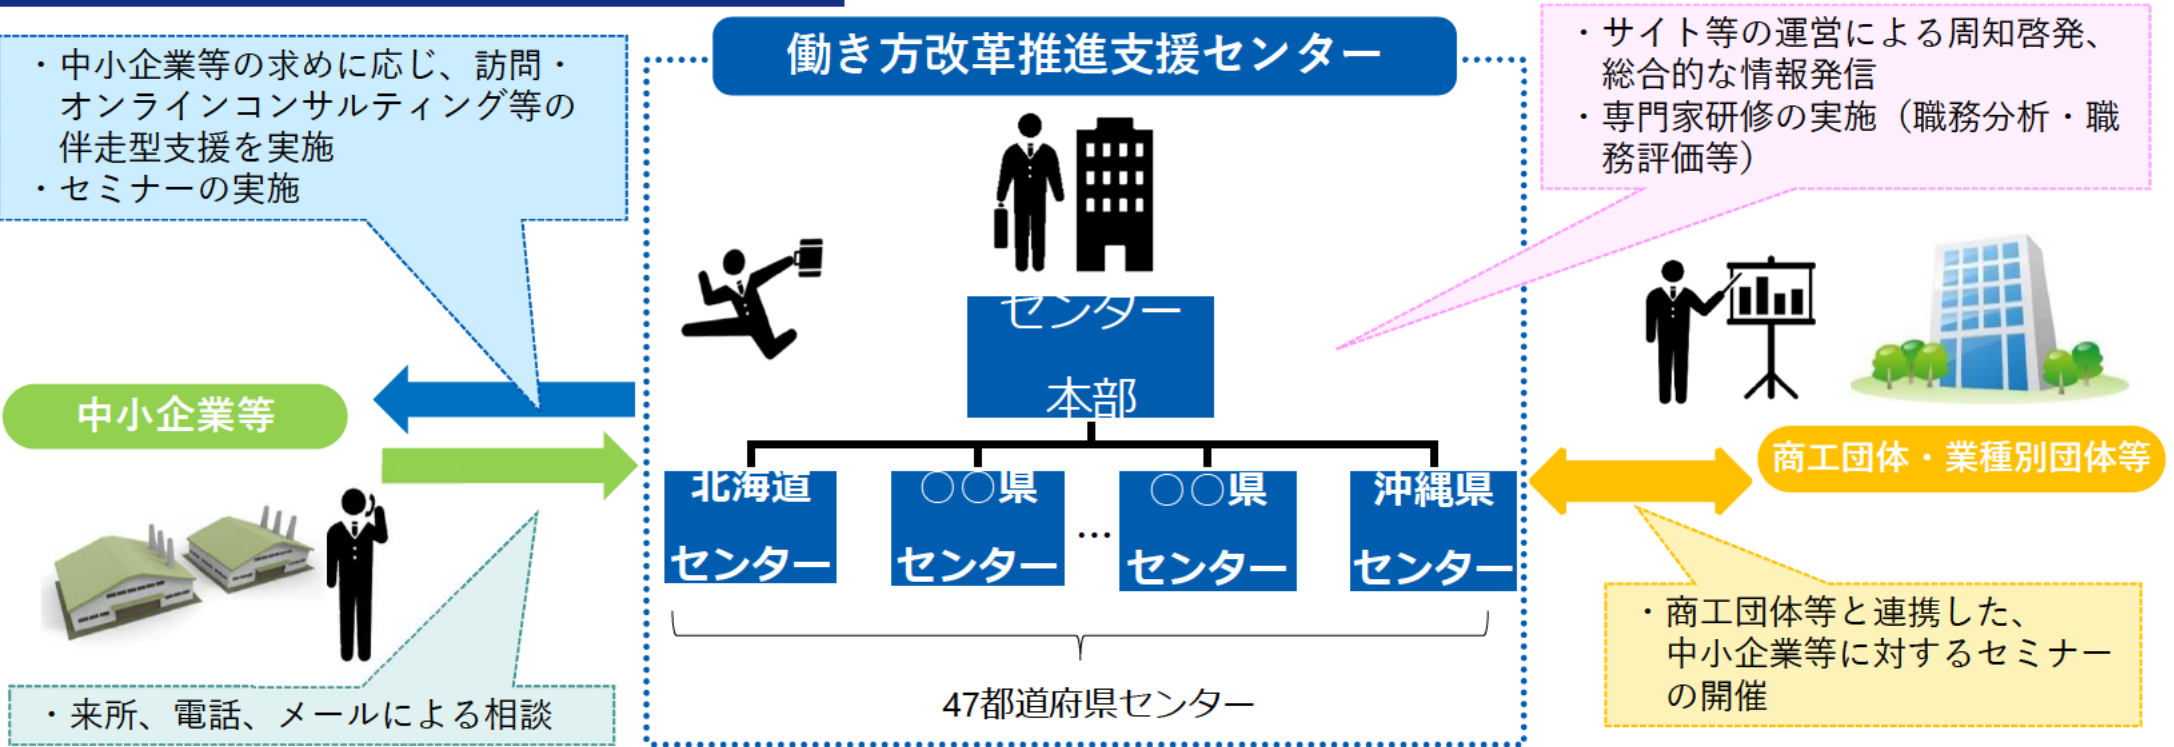 働き方改革推進支援センター
・中小企業等の求めに応じ、訪問・
オンラインコンサルティング等の
伴走型支援を実施
・セミナーの実施
・サイト等の運営による周知啓発、
総合的な情報発信
・専門家研修の実施（職務分析・職
務評価等）
センター
本部
中小企業等
商工団体・業種別団体等
北海道
センター
○○県
センター
…
○○県
センター
沖縄県
センター
47都道府県センター
・来所、電話、メールによる相談
・商工団体等と連携した、
中小企業等に対するセミナー
の開催